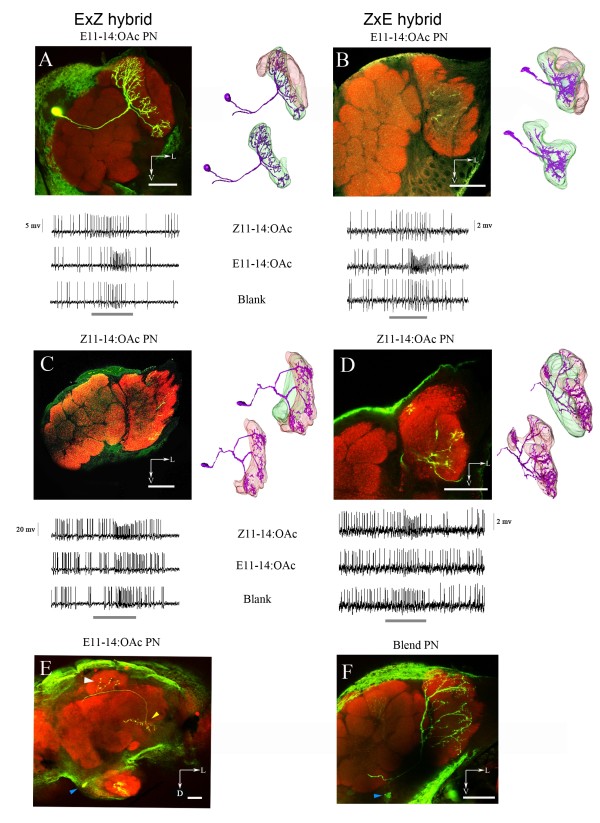 ExZ hybrid
ZxE hybrid
E11-14:OAc PN
E11-14:OAc PN
A
L
V
B
L
V
5 mv
Z11-14:OAc
2 mv
E11-14:OAc
Blank
Z11-14:OAc PN
Z11-14:OAc PN
C
L
V
D
L
V
20 mv
Z11-14:OAc
2 mv
E11-14:OAc
Blank
E11-14:OAc PN
Blend PN
E
L
D
F
L
V